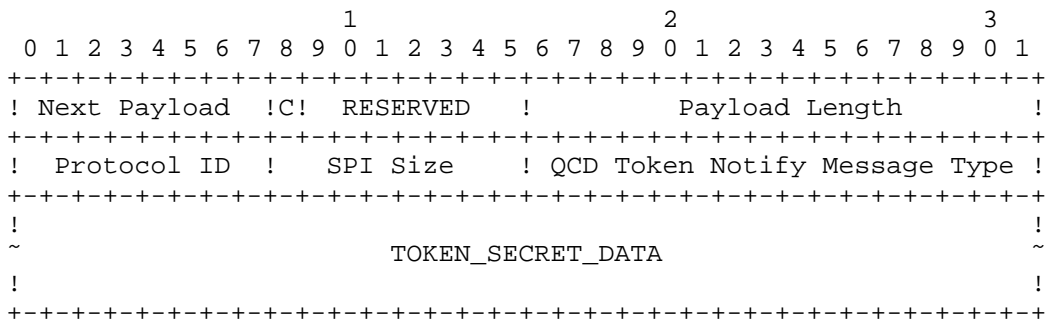 1                   2                   3
 0 1 2 3 4 5 6 7 8 9 0 1 2 3 4 5 6 7 8 9 0 1 2 3 4 5 6 7 8 9 0 1
+-+-+-+-+-+-+-+-+-+-+-+-+-+-+-+-+-+-+-+-+-+-+-+-+-+-+-+-+-+-+-+-+
! Next Payload  !C!  RESERVED   !         Payload Length        !
+-+-+-+-+-+-+-+-+-+-+-+-+-+-+-+-+-+-+-+-+-+-+-+-+-+-+-+-+-+-+-+-+
!  Protocol ID  !   SPI Size    ! QCD Token Notify Message Type !
+-+-+-+-+-+-+-+-+-+-+-+-+-+-+-+-+-+-+-+-+-+-+-+-+-+-+-+-+-+-+-+-+
!                                                               !
~                       TOKEN_SECRET_DATA                       ~
!                                                               !
+-+-+-+-+-+-+-+-+-+-+-+-+-+-+-+-+-+-+-+-+-+-+-+-+-+-+-+-+-+-+-+-+